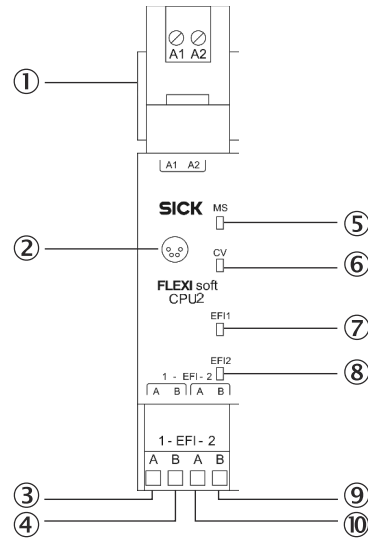 A1 A2
①
A1 A2
SICK
MS
⑤
②
CV
⑥
FLEXI soft
CPU2
EFI1
⑦
EFI2
⑧
1 - EFI - 2
A B A B
1 - EFI - 2
A B A B
③
⑨
④
⑩